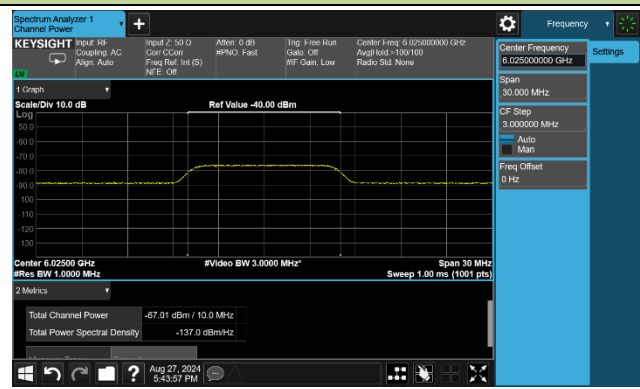 Spectrum Analyzer 1
Channel Power
Frequency
KEYSIGHT
Input: RF
Coupling: AC
Align: Auto
Input Z: 50 Ω
Corr CCorr
Freq Ref: Int (S)
NFE: Off
Atten: 0 dB
#PNO: Fast
Trig: Free Run
Gate: Off
#IF Gain: Low
Center Freq: 6.025000000 GHz
Avg|Hold:>100/100
Radio Std: None
LU
Center Frequency
6.025000000 GHz
Settings
Span
30.000 MHz
CF Step
3.000000 MHz
Auto
Man
Freq Offset
0 Hz
1 Graph
Scale/Div 10.0 dB
Ref Value -40.00 dBm
Log
-50.0
-60.0
-70.0
-80.0
-90.0
-100
-110
-120
-130
Center 6.02500 GHz
#Video BW 3.0000 MHz*
Span 30 MHz
#Res BW 1.0000 MHz
Sweep 1.00 ms (1001 pts)
2 Metrics
Total Channel Power
-67.01 dBm / 10.0 MHz
Total Power Spectral Density
-137.0 dBm/Hz
Aug 27, 2024
5:43:57 PM